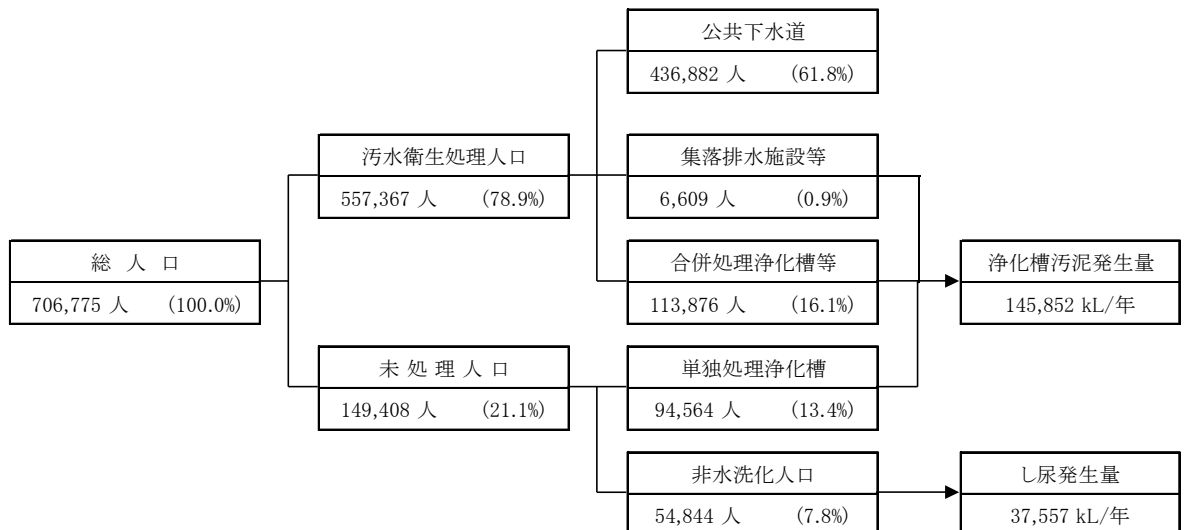 公共下水道
436,882 人 (61.8%)
汚水衛生処理人口
557,367 人 (78.9%)
集落排水施設等
6,609 人 (0.9%)
総 人 口
706,775 人 (100.0%)
合併処理浄化槽等
113,876 人 (16.1%)
浄化槽汚泥発生量
145,852 kL/年
未 処 理 人 口
149,408 人 (21.1%)
単独処理浄化槽
94,564 人 (13.4%)
非水洗化人口
54,844 人 (7.8%)
し尿発生量
37,557 kL/年